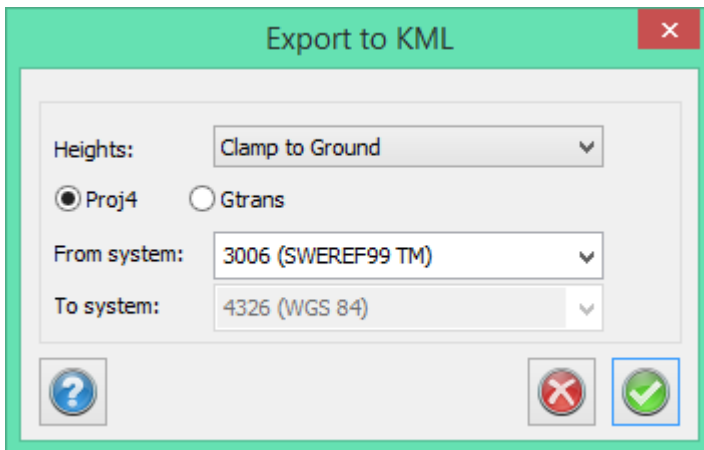 Export to KML
Heights: Clamp to Ground
Proj4 Gtrans
From system: 3006 (SWEREF99 TM)
To system: 4326 (WGS 84)